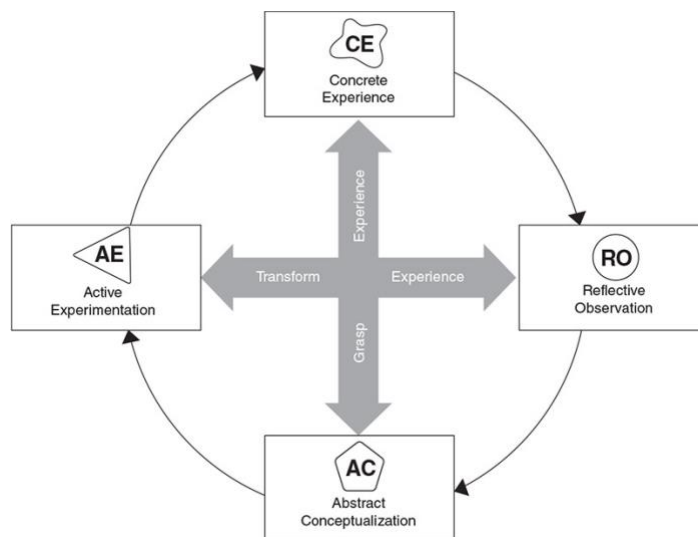 CE
Concrete
Experience
Experience
AE
Active
Experimentation
Transform
Experience
RO
Reflective
Observation
Grasp
AC
Abstract
Conceptualization